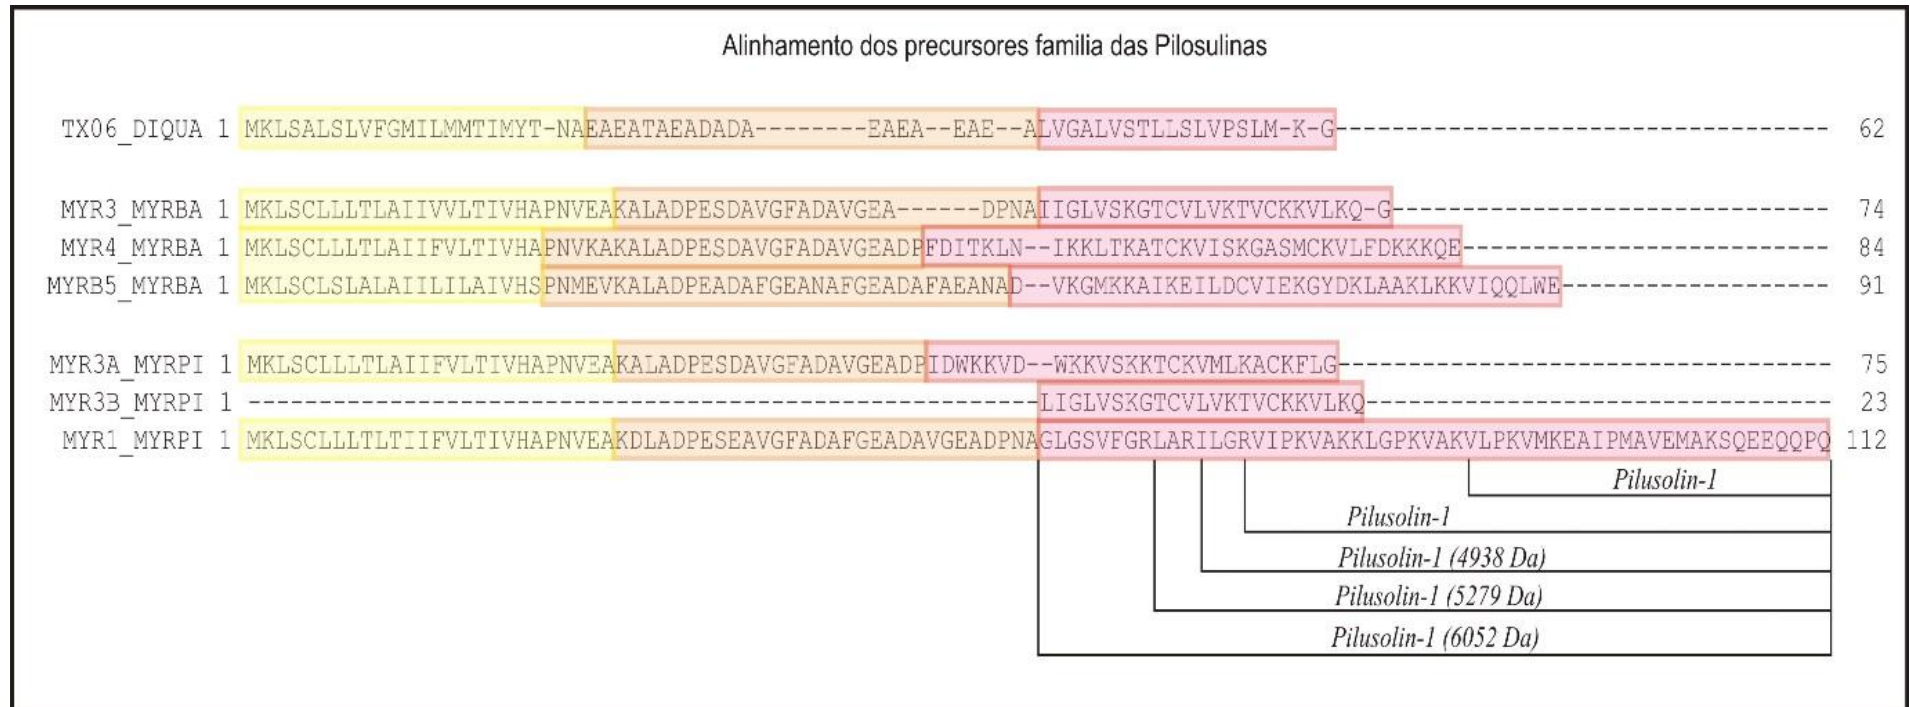 Alinhamento dos precursores familia das Pilosulinas
TX06_DIQUA 1 MKLSALSLVFGMILMMTIMYT-NAEAEATAEADADA--------EAEA--EAE--ALVGALVSTLLSLVPSLM-K-G----------------------------------- 62
MYR3_MYRBA 1 MKLSCLLLTLAIIVVLTIVHAPNVEAKALADPESDAVGFADAVGEA------DPNAIIGLVSKGTCVLVKTVCKKVLKQ-G------------------------------- 74
MYR4_MYRBA 1 MKLSCLLLTLAIIFVLTIVHAPNVKAKALADPESDAVGFADAVGEADPFDITKLN--IKKLTKATCKVISKGASMCKVLFDKKKQE-------------------------- 84
MYRB5_MYRBA 1 MKLSCLSLALAIILILAIVHSPNMEVKALADPEADAFGEANAFGEADAFAEANAD--VKGMKKAIKEILDCVIEKGYDKLAAKLKKVIQQLWE------------------- 91
MYR3A_MYRPI 1 MKLSCLLLTLAIIFVLTIVHAPNVEAKALADPESDAVGFADAVGEADPIDWKKVD--WKKVSKKTCKVMLKACKFLG----------------------------------- 75
MYR3B_MYRPI 1 --------------------------------------------------------LIGLVSKGTCVLVKTVCKKVLKQ--------------------------------- 23
MYR1_MYRPI 1 MKLSCLLLTLTIIFVLTIVHAPNVEAKDLADPESEAVGFADAFGEADAVGEADPNAGLGSVFGRLARILGRVIPKVAKKLGPKVAKVLPKVMKEAIPMAVEMAKSQEEQQPQ 112
Pilusolin-1
Pilusolin-1
Pilusolin-1 (4938 Da)
Pilusolin-1 (5279 Da)
Pilusolin-1 (6052 Da)